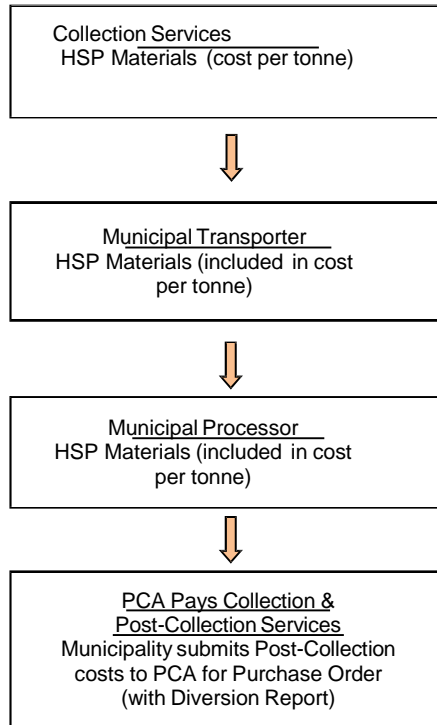 Collection Services
HSP Materials (cost per tonne)
Municipal Transporter
HSP Materials (included in cost
per tonne)
Municipal Processor
HSP Materials (included in cost
per tonne)
PCA Pays Collection &
Post-Collection Services
Municipality submits Post-Collection
costs to PCA for Purchase Order
(with Diversion Report)